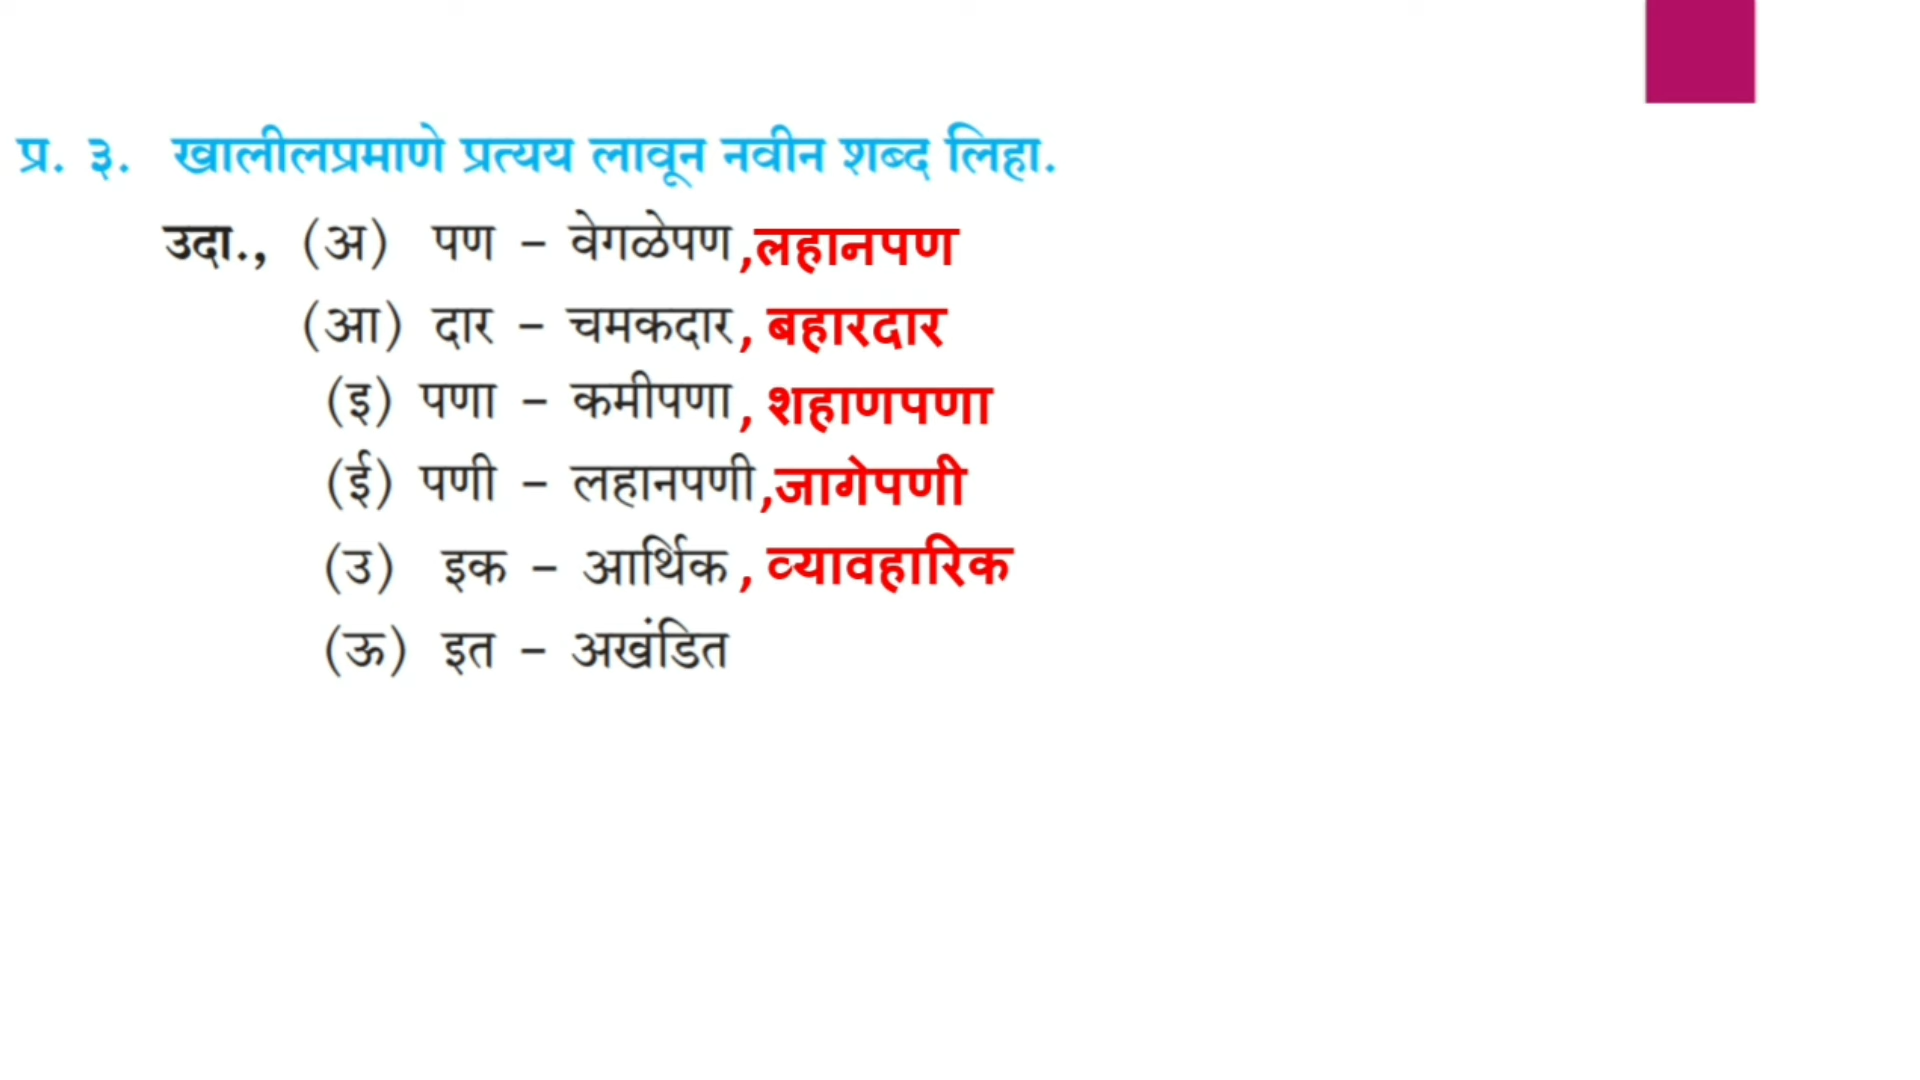 प्र. ३. खालीलप्रमाणे प्रत्यय लावून नवीन शब्द लिहा.
उदा., (अ) पण – वेगळेपण ,लहानपण
(आ) दार – चमकदार, बहारदार
(इ) पणा – कमीपणा, शहाणपणा
(ई) पणी – लहानपणी,जागेपणी
(उ) इक – आर्थिक, व्यावहारिक
(ऊ) इत – अखंडित